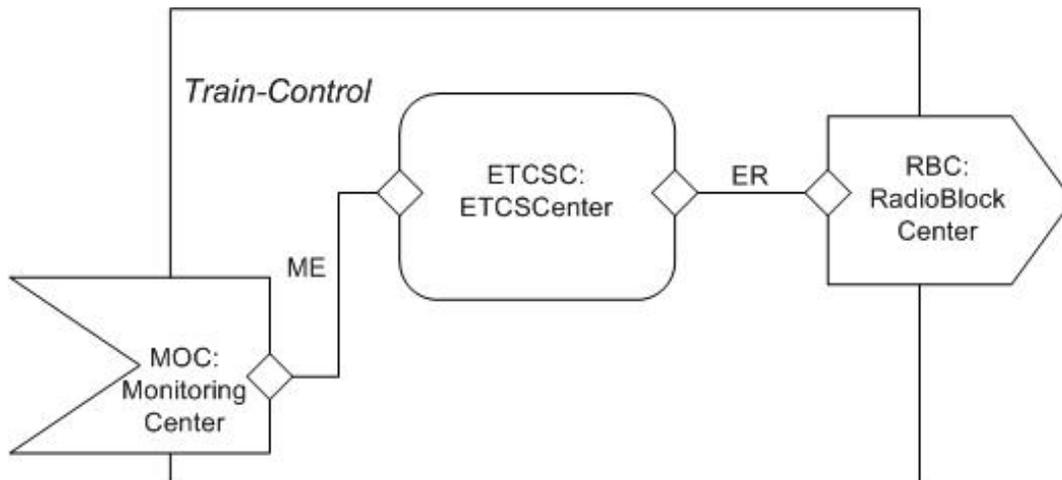 Train-Control
ETCSC:
ETCSCenter
ER
RBC:
RadioBlock
Center
ME
MOC:
Monitoring
Center